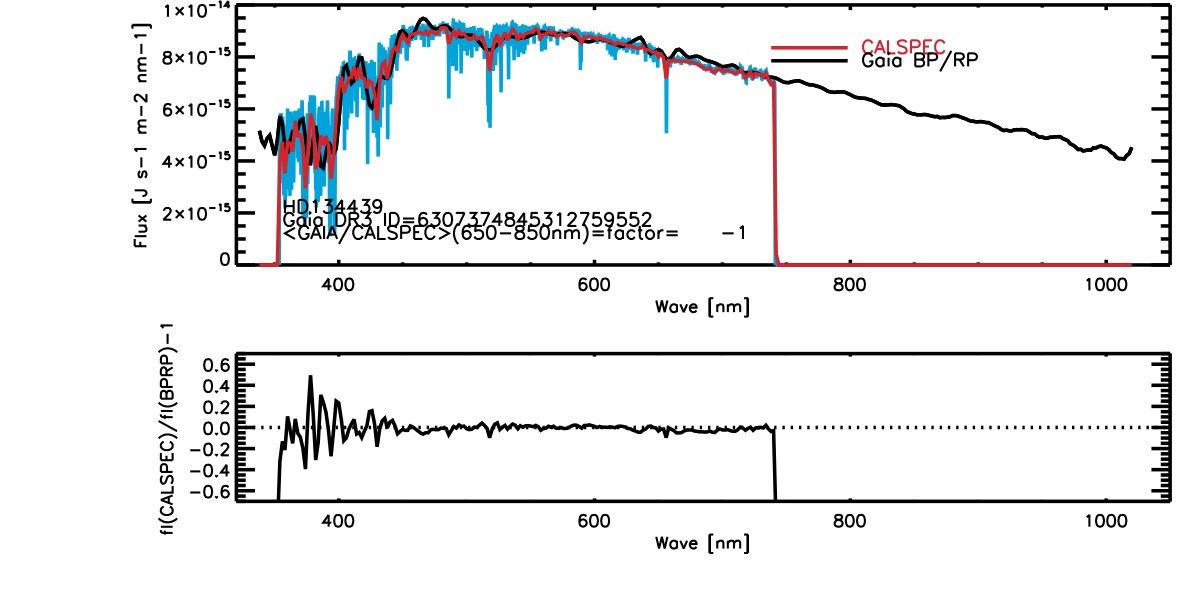 1×10−14
8×10−15
6×10−15
4×10−15
2×10−15
0
Flux [J s−1 m−2 nm−1]
CALSPEC
Gaia BP/RP
HD134439
Gaia DR3 ID=6307374845312759552
<GAIA/CALSPEC>(650−850nm)=factor= −1
400 600 800 1000
Wave [nm]
0.6
0.4
0.2
0.0
−0.2
−0.4
−0.6
fl(CALSPEC)/fl(BPRP)−1
400 600 800 1000
Wave [nm]